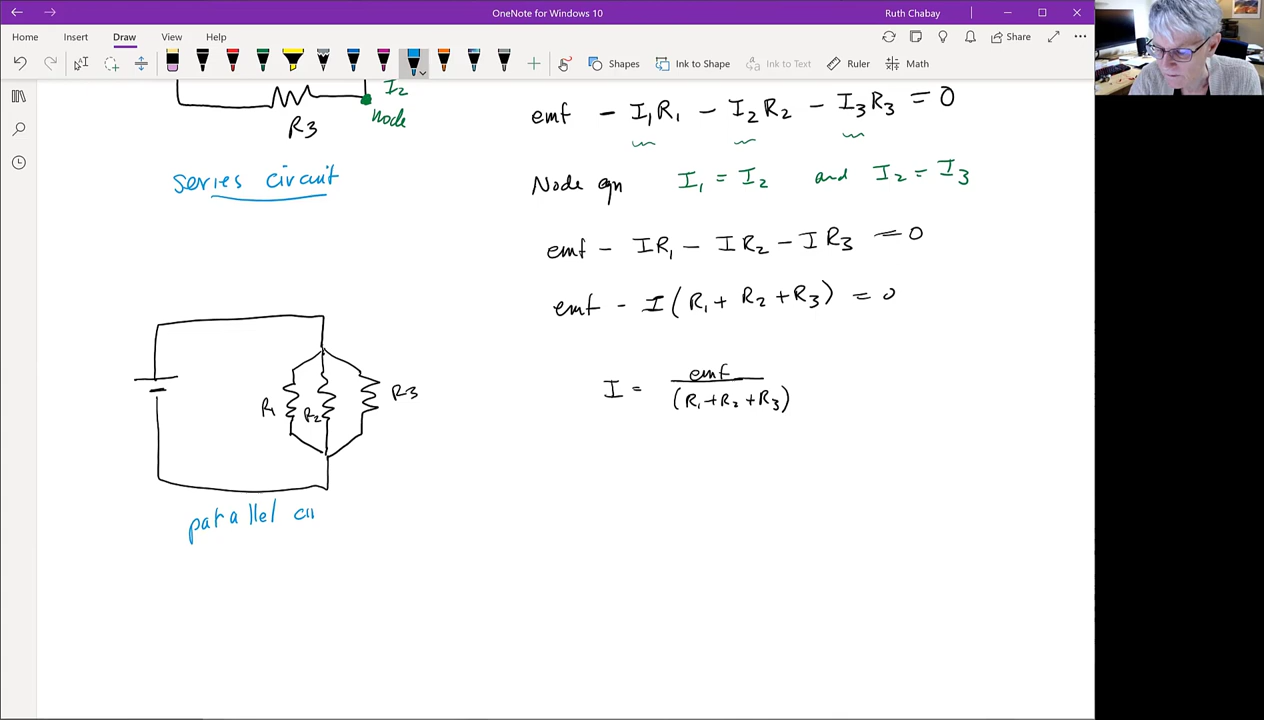 OneNote for Windows 10
Ruth Chabay
Home Insert Draw View Help
Share
Shapes Ink to Shape Ink to Text Ruler Math
I₂
node
R3
series circuit
emf - I₁R₁ - I₂R₂ - I₃R₃ = 0
Node eqn I₁ = I₂ and I₂ = I₃
emf - IR₁ - IR₂ - IR₃ = 0
emf - I(R₁ + R₂ + R₃) = 0
I = emf
(R₁+R₂+R₃)
R₁ R₂ R3
parallel